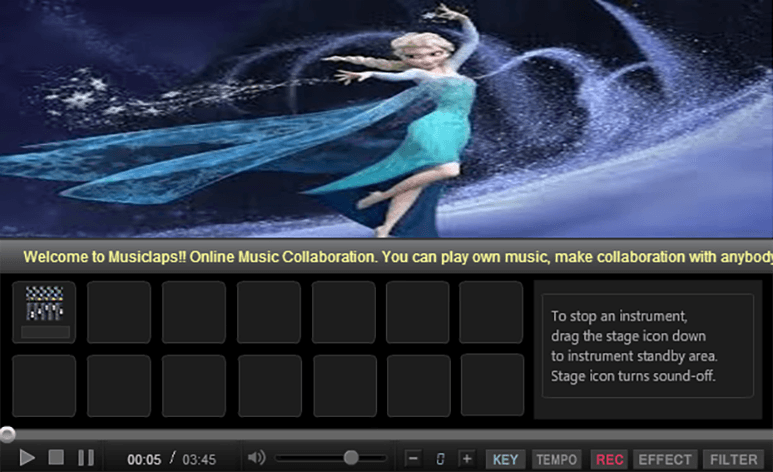 Welcome to Musiclaps!! Online Music Collaboration. You can play own music, make collaboration with anybody
To stop an instrument,
drag the stage icon down
to instrument standby area.
Stage icon turns sound-off.
00:05 / 03:45 − 0 + KEY TEMPO REC EFFECT FILTER